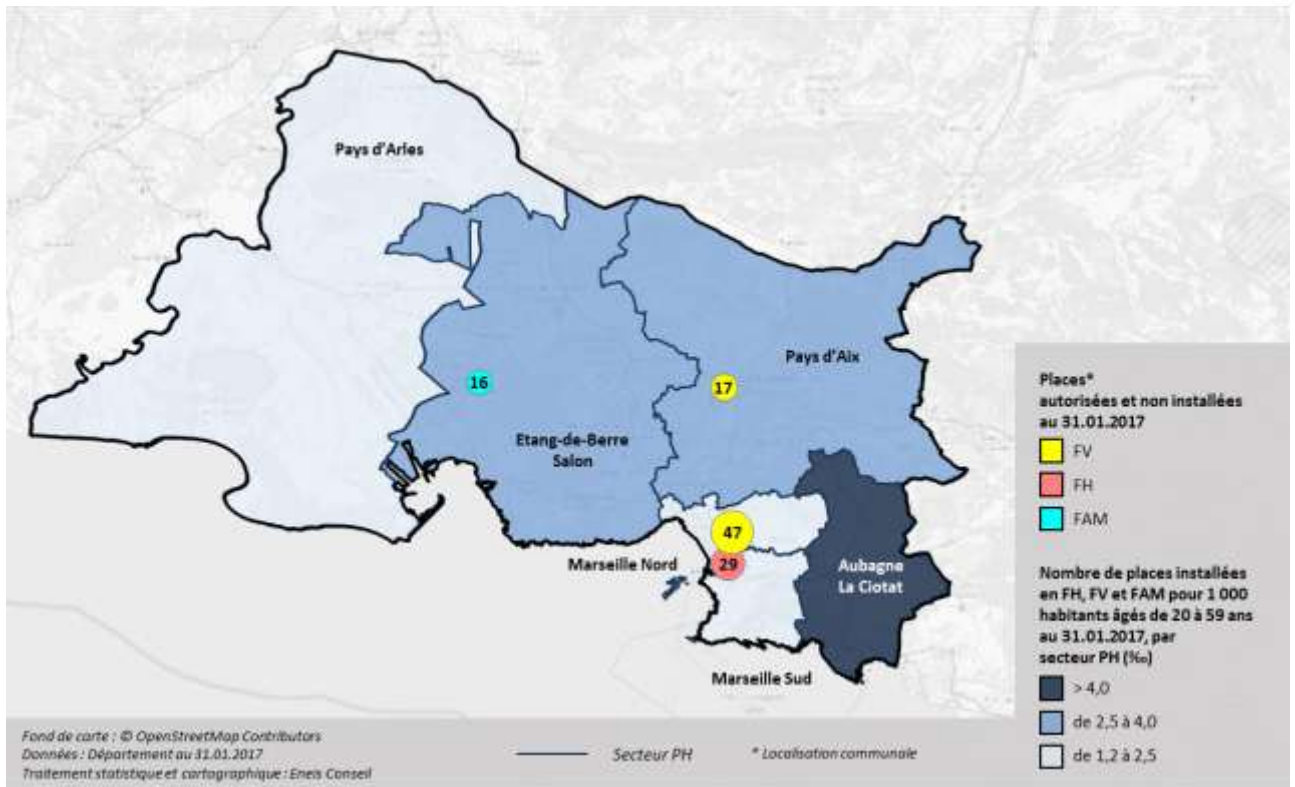 Pays d'Arles
Pays d'Aix
16
17
Etang-de-Berre
Salon
47
29
Marseille Nord
Aubagne
La Ciotat
Marseille Sud
Places*
autorisées et non installées
au 31.01.2017
FV
FH
FAM
Nombre de places installées
en FH, FV et FAM pour 1 000
habitants âgés de 20 à 59 ans
au 31.01.2017, par
secteur PH (‰)
> 4,0
de 2,5 à 4,0
de 1,2 à 2,5
Fond de carte : © OpenStreetMap Contributors
Données : Département au 31.01.2017
Traitement statistique et cartographique : Eneis Conseil
Secteur PH
* Localisation communale